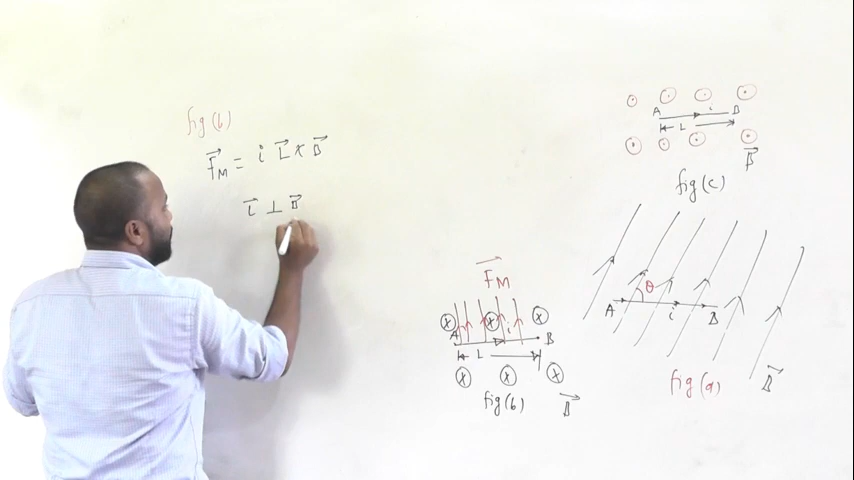 fig (b)
F⃗M = i L⃗ × B⃗
L⃗ ⊥ B⃗
A i B
L
B⃗
fig (c)
F⃗M
A i B
L
fig (b)
B⃗
θ
A i B
fig (a)
B⃗